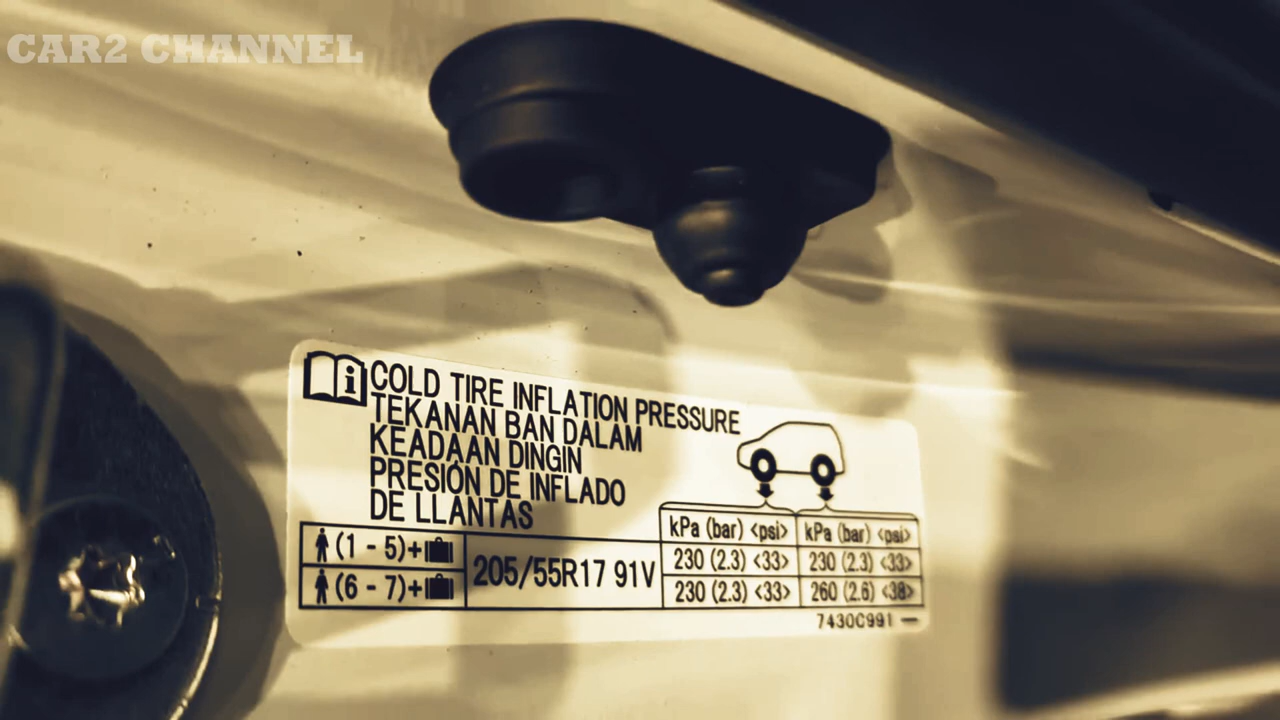 CAR2 CHANNEL
COLD TIRE INFLATION PRESSURE
TEKANAN BAN DALAM
KEADAAN DINGIN
PRESIÓN DE INFLADO
DE LLANTAS
kPa (bar) <psi> kPa (bar) <psi>
(1 - 5)+ 205/55R17 91V 230 (2.3) <33> 230 (2.3) <33>
(6 - 7)+ 230 (2.3) <33> 260 (2.6) <38>
7430C991